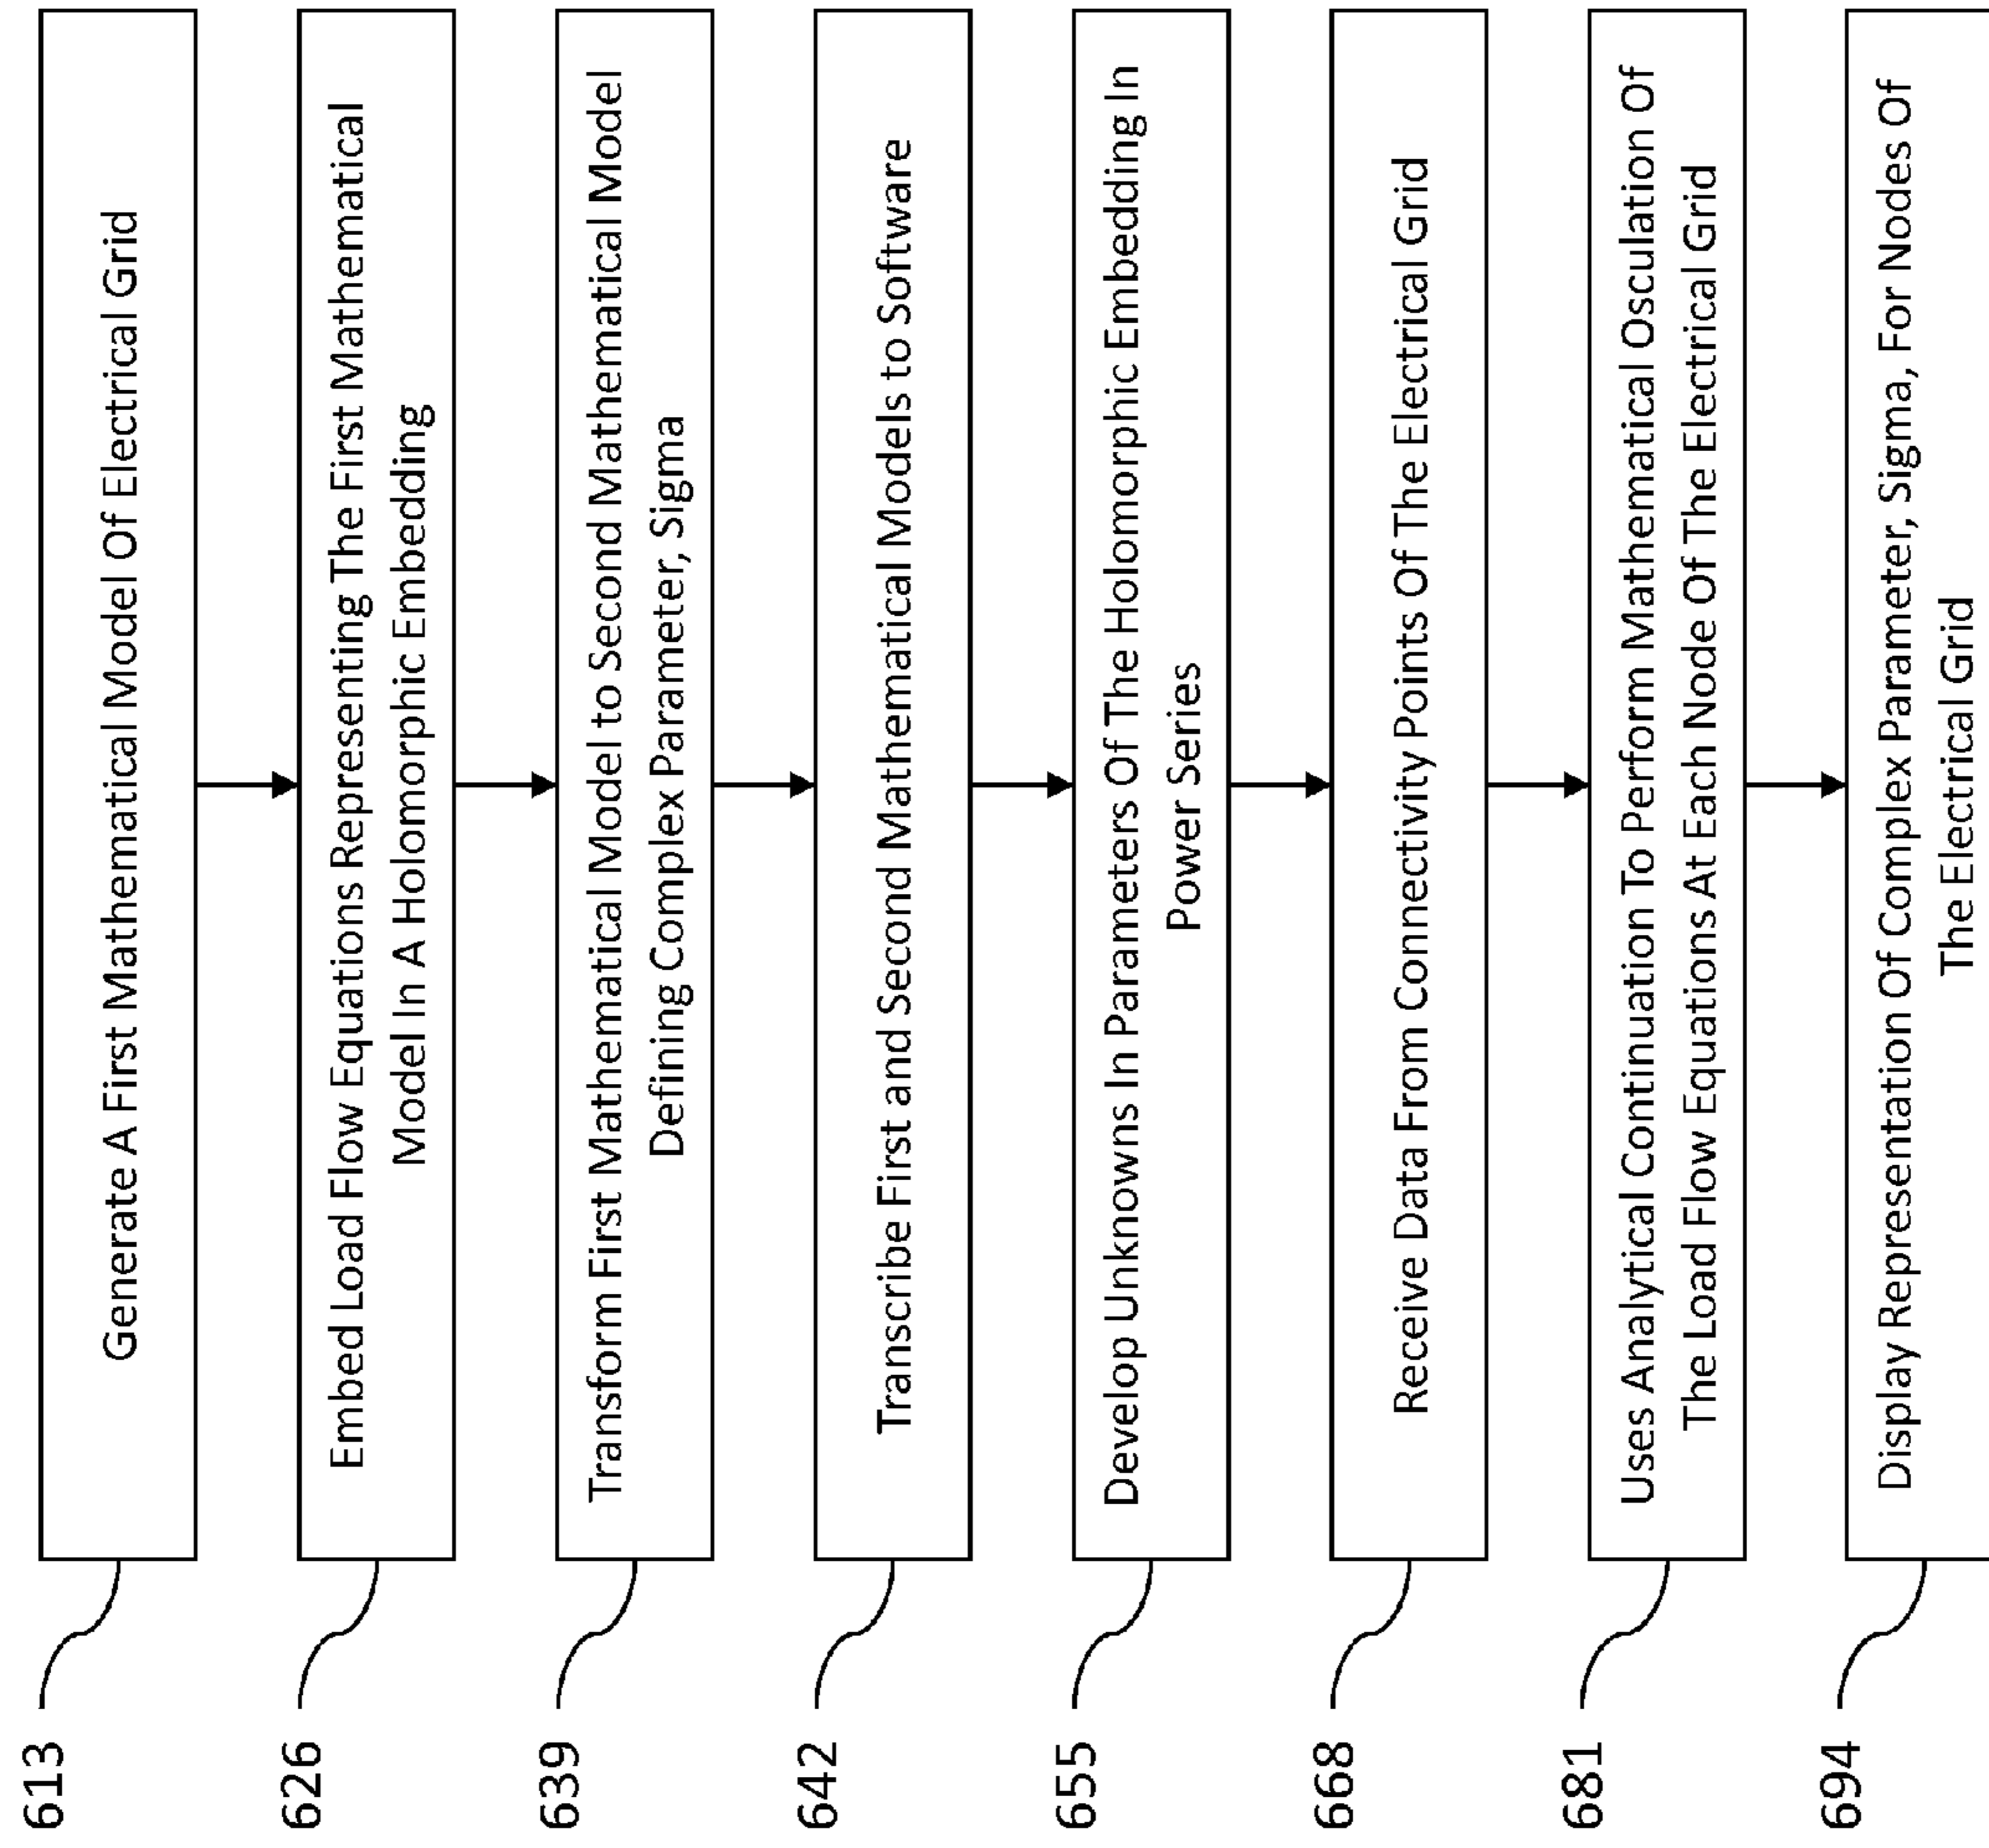 613
Generate A First Mathematical Model Of Electrical Grid
626
Embed Load Flow Equations Representing The First Mathematical
Model In A Holomorphic Embedding
639
Transform First Mathematical Model to Second Mathematical Model
Defining Complex Parameter, Sigma
642
Transcribe First and Second Mathematical Models to Software
655
Develop Unknowns In Parameters Of The Holomorphic Embedding In
Power Series
668
Receive Data From Connectivity Points Of The Electrical Grid
681
Uses Analytical Continuation To Perform Mathematical Osculation Of
The Load Flow Equations At Each Node Of The Electrical Grid
694
Display Representation Of Complex Parameter, Sigma, For Nodes Of
The Electrical Grid